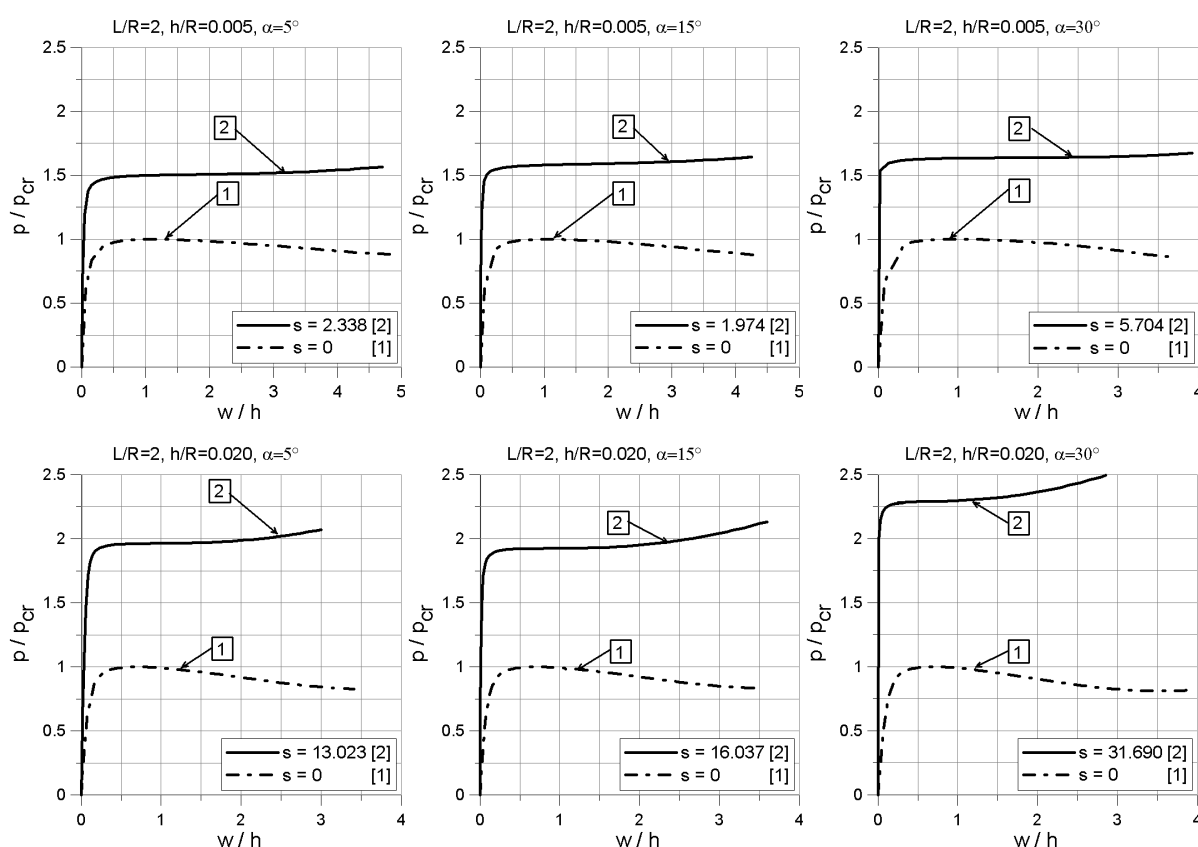 L/R=2, h/R=0.005, α=5°
2.5
2
1.5
1
0.5
0
p / pcr
2
1
s = 2.338 [2]
s = 0 [1]
0 1 2 3 4 5
w / h
L/R=2, h/R=0.005, α=15°
2.5
2
1.5
1
0.5
0
p / pcr
2
1
s = 1.974 [2]
s = 0 [1]
0 1 2 3 4 5
w / h
L/R=2, h/R=0.005, α=30°
2.5
2
1.5
1
0.5
0
p / pcr
2
1
s = 5.704 [2]
s = 0 [1]
0 1 2 3 4
w / h
L/R=2, h/R=0.020, α=5°
2.5
2
1.5
1
0.5
0
p / pcr
2
1
s = 13.023 [2]
s = 0 [1]
0 1 2 3 4
w / h
L/R=2, h/R=0.020, α=15°
2.5
2
1.5
1
0.5
0
p / pcr
2
1
s = 16.037 [2]
s = 0 [1]
0 1 2 3 4
w / h
L/R=2, h/R=0.020, α=30°
2.5
2
1.5
1
0.5
0
p / pcr
2
1
s = 31.690 [2]
s = 0 [1]
0 1 2 3 4
w / h